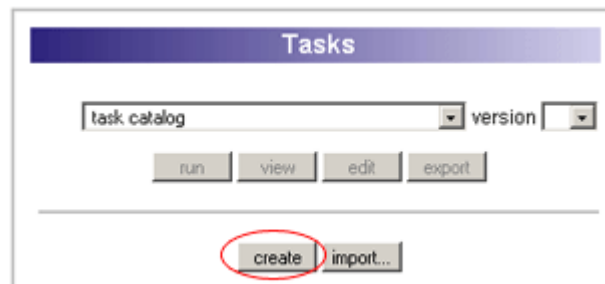 Tasks
task catalog version
run view edit export
create import...